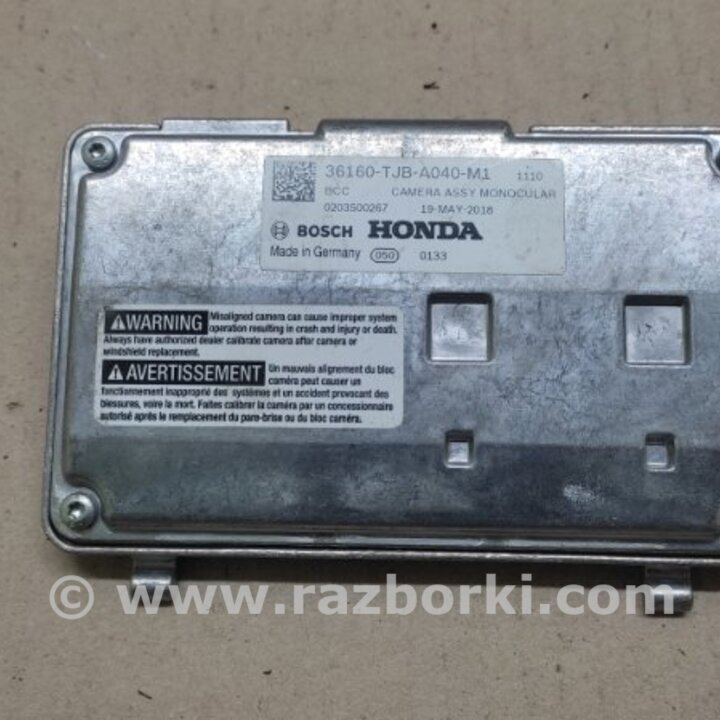 36160-TJB-A040-M1 1110
BCC CAMERA ASSY MONOCULAR
0203S00267 19-MAY-2018
BOSCH HONDA
Made in Germany 050 0133
WARNING Misaligned camera can cause improper system
operation resulting in crash and injury or death.
Always have authorized dealer calibrate camera after camera or
windshield replacement.
AVERTISSEMENT Un mauvais alignement du bloc
caméra peut causer un
fonctionnement inapproprié des systèmes et un accident provocant des
blessures, voire la mort. Faites calibrer la caméra par un concessionnaire
autorisé après le remplacement du pare-brise ou du bloc caméra.
© www.razborki.com